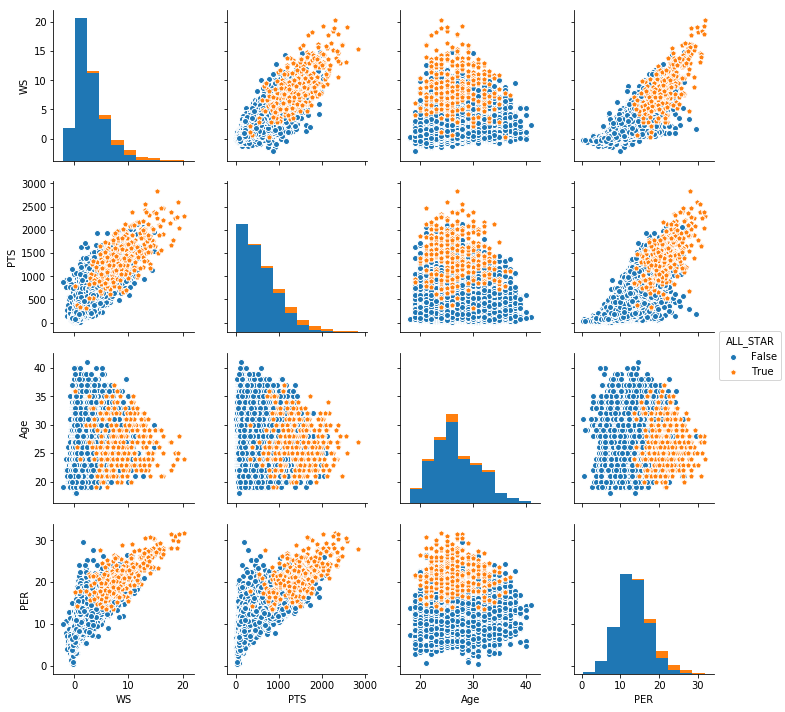 20
15
10
5
0
WS
3000
2500
2000
1500
1000
500
0
PTS
40
35
30
25
20
Age
30
20
10
0
PER
0 10 20
WS
0 1000 2000 3000
PTS
20 30 40
Age
0 10 20 30
PER
ALL_STAR
False
True